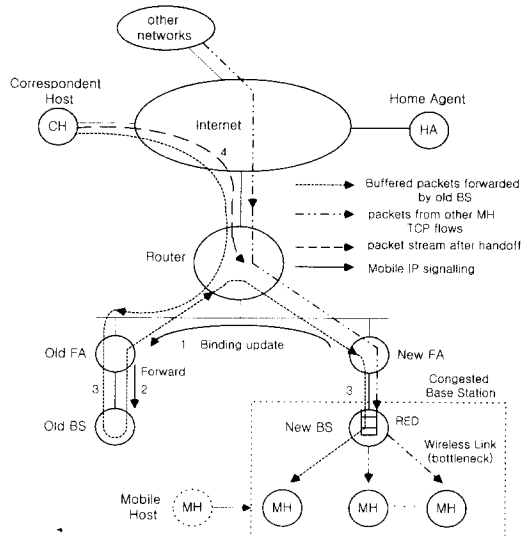 other
networks
Correspondent
Host
CH
Internet
Home Agent
HA
4
Buffered packets forwarded
by old BS
packets from other MH
TCP flows
packet stream after handoff
Mobile IP signalling
Router
Old FA
1 Binding update
New FA
Forward
3
2
3
Congested
Base Station
Old BS
New BS
RED
Wireless Link
(bottleneck)
Mobile
Host
MH
MH
MH
MH